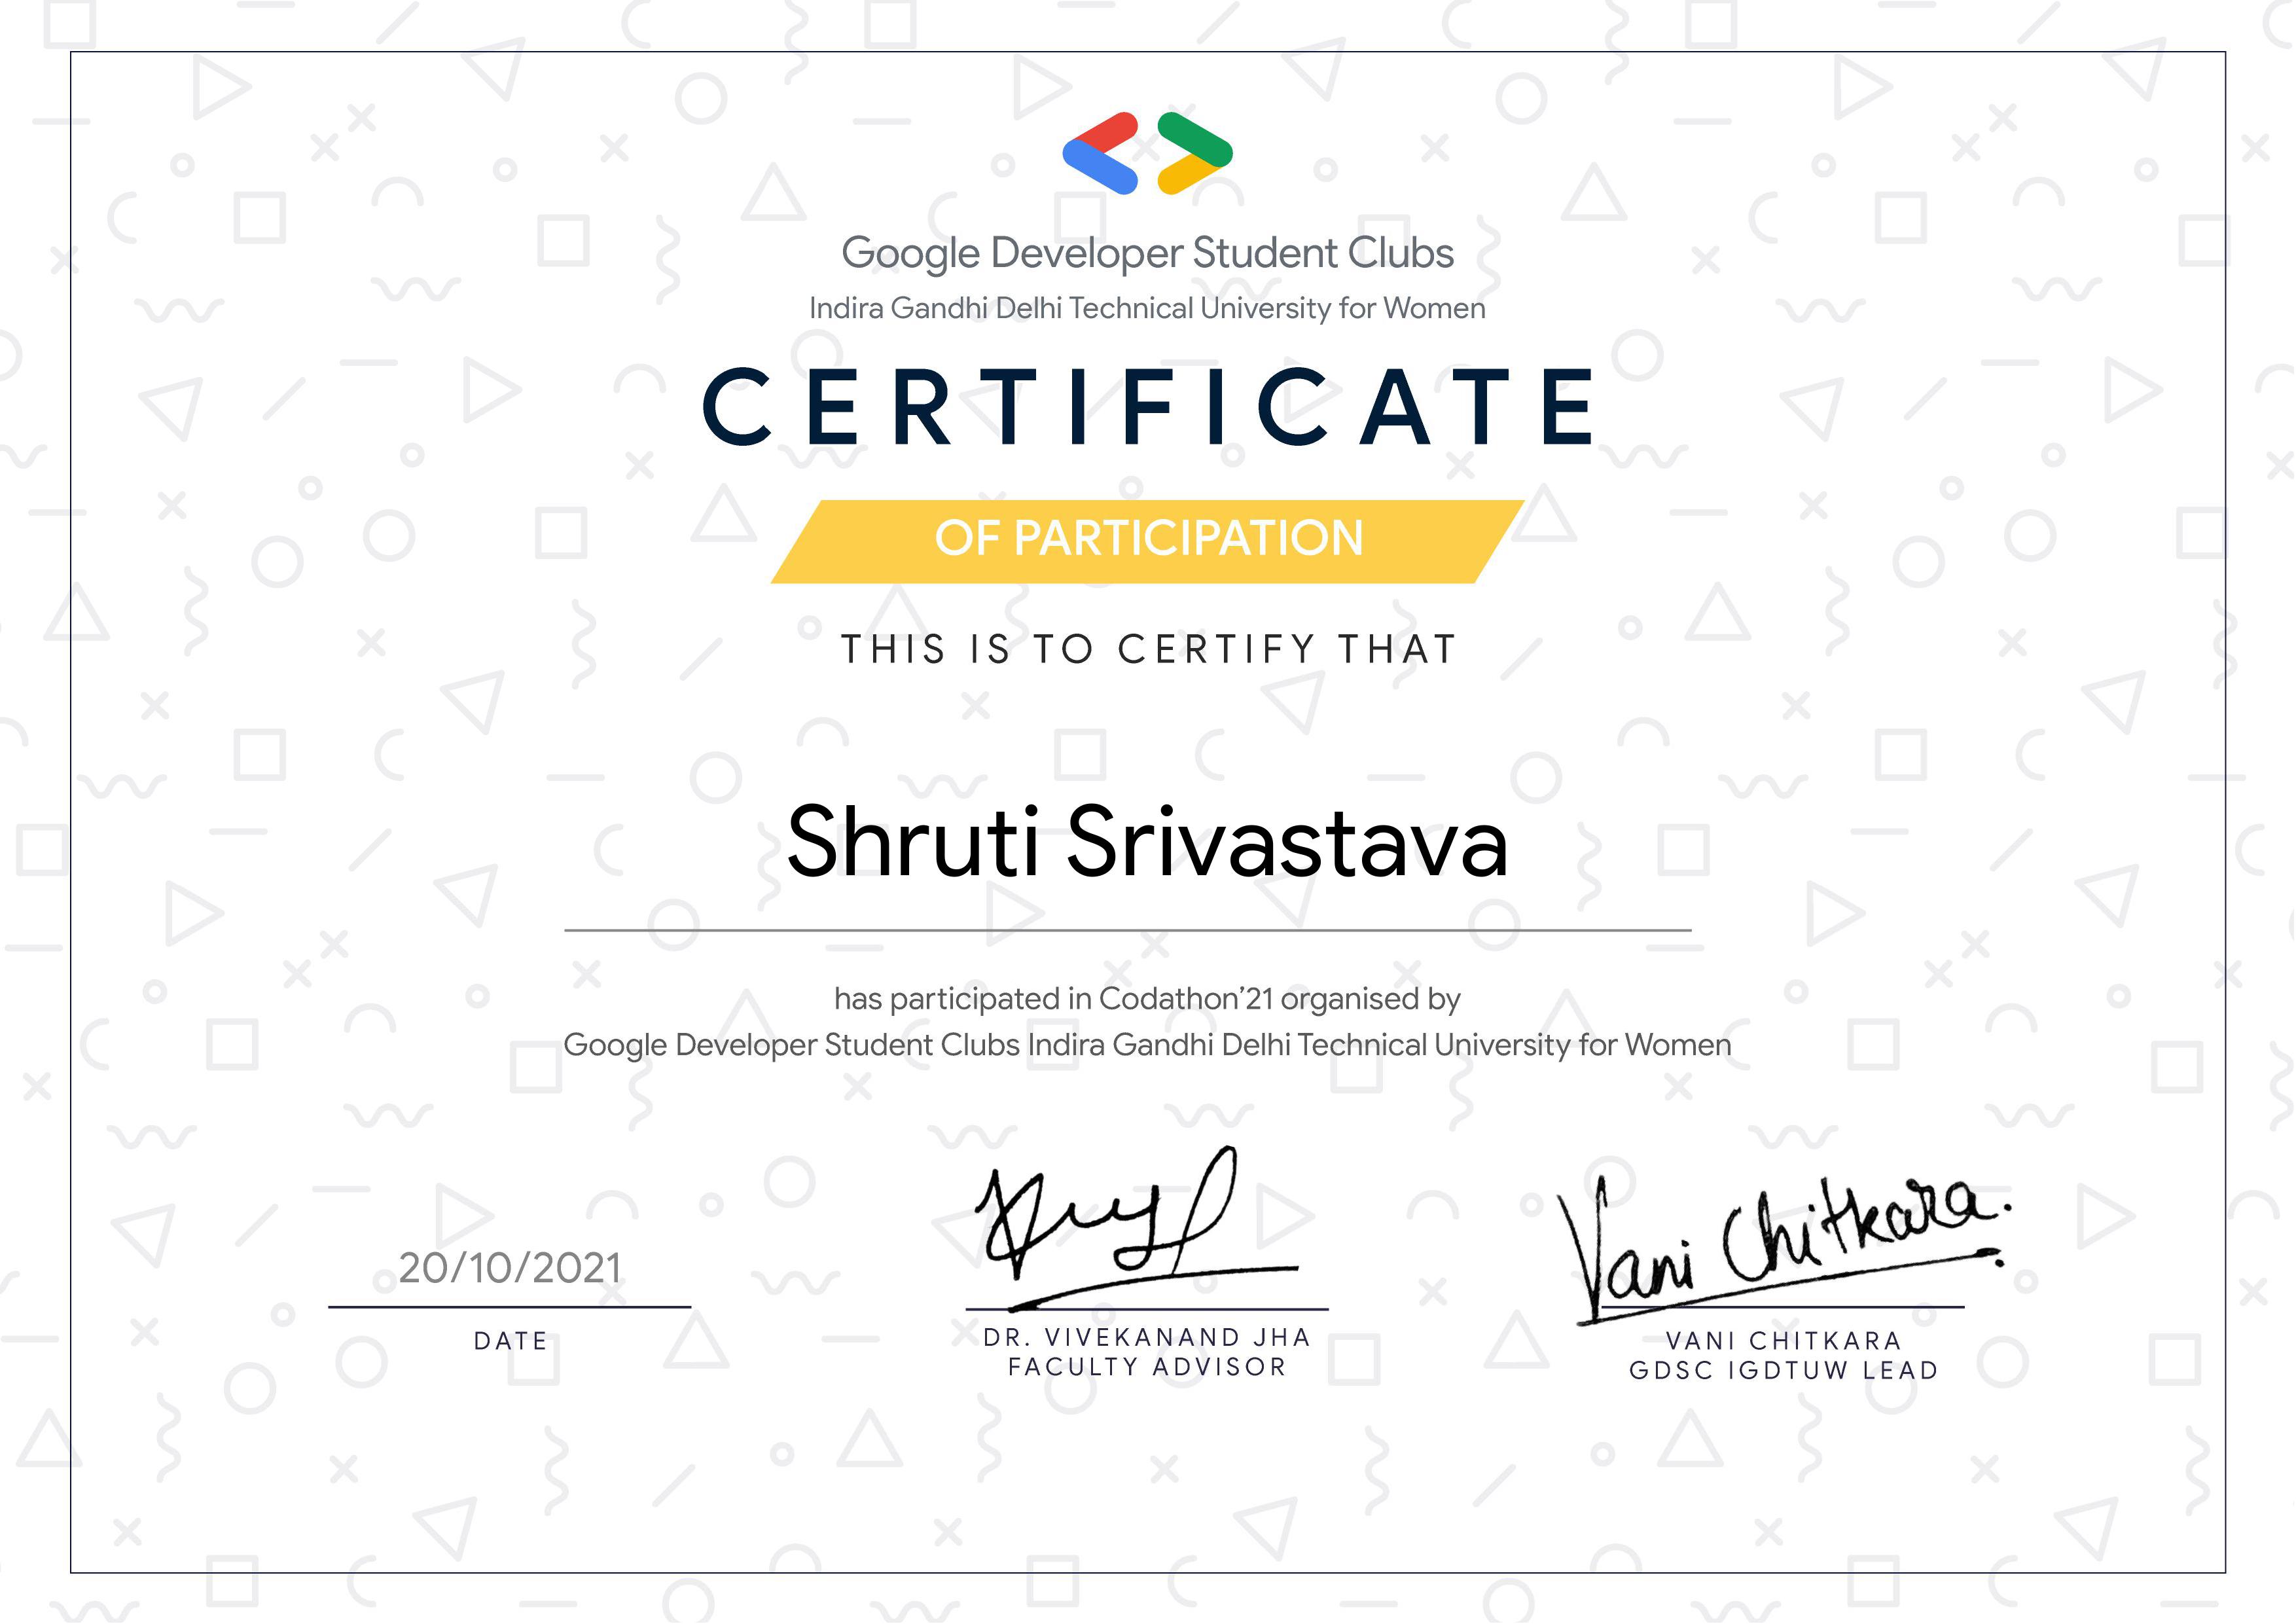 Google Developer Student Clubs
Indira Gandhi Delhi Technical University for Women
CERTIFICATE
OF PARTICIPATION
THIS IS TO CERTIFY THAT
Shruti Srivastava
has participated in Codathon’21 organised by
Google Developer Student Clubs Indira Gandhi Delhi Technical University for Women
20/10/2021
DATE
DR. VIVEKANAND JHA
FACULTY ADVISOR
Vani Chitkara.
VANI CHITKARA
GDSC IGDTUW LEAD